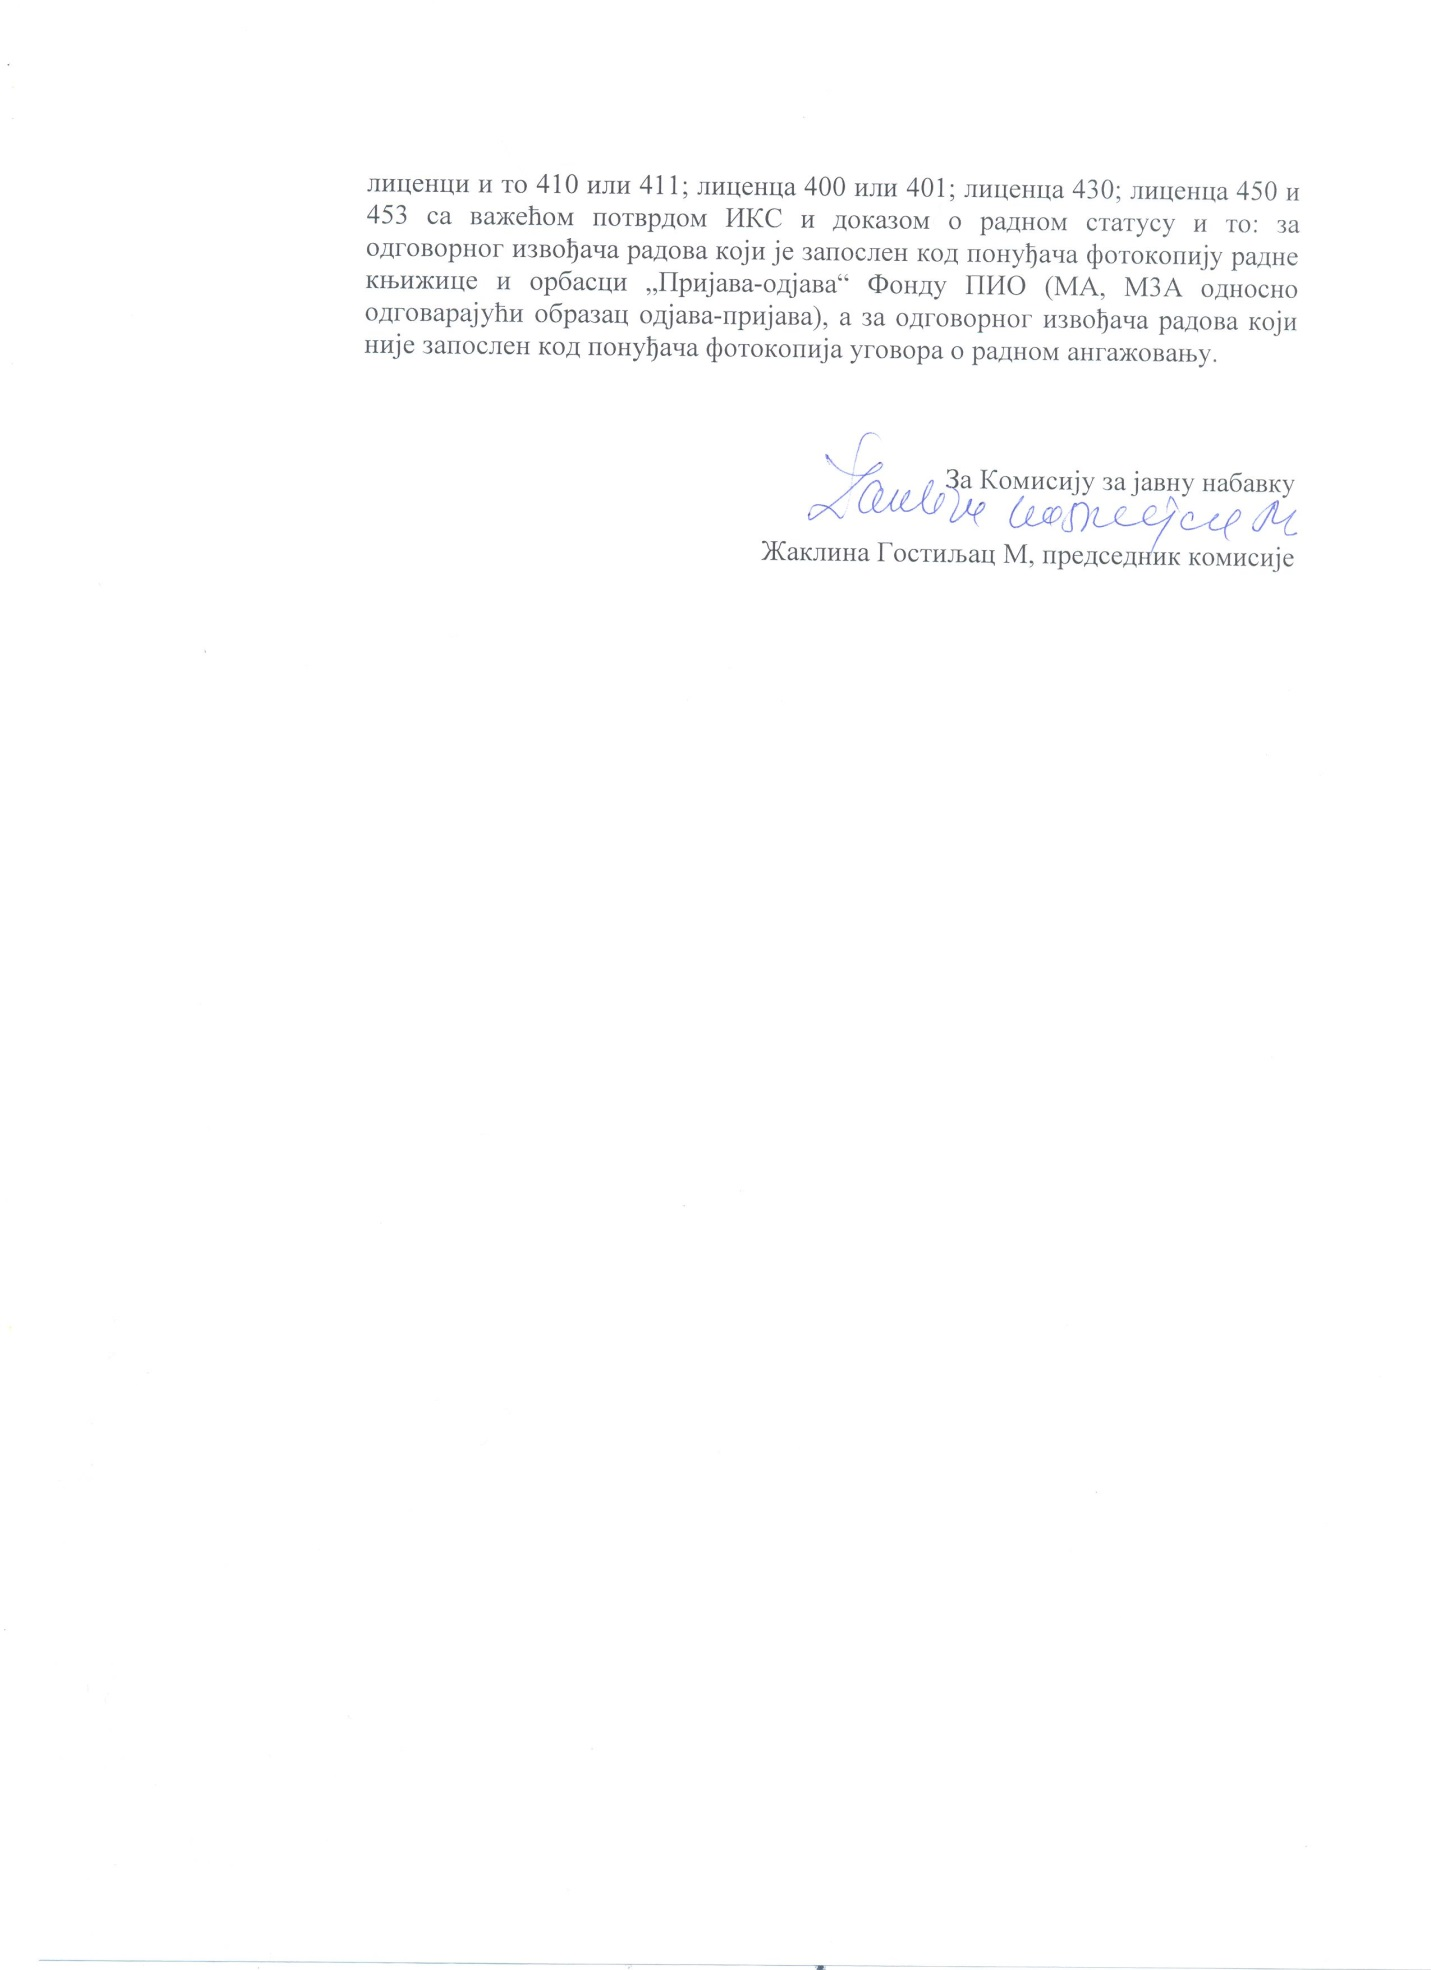 лиценци и то 410 или 411; лиценца 400 или 401; лиценца 430; лиценца 450 и
453 са важећом потврдом ИКС и доказом о радном статусу и то: за
одговорног извођача радова који је запослен код понуђача фотокопију радне
књижице и орбасци „Пријава-одјава“ Фонду ПИО (МА, М3А односно
одговарајући образац одјава-пријава), а за одговорног извођача радова који
није запослен код понуђача фотокопија уговора о радном ангажовању.
За Комисију за јавну набавку
Жаклина Гостиљац М, председник комисије